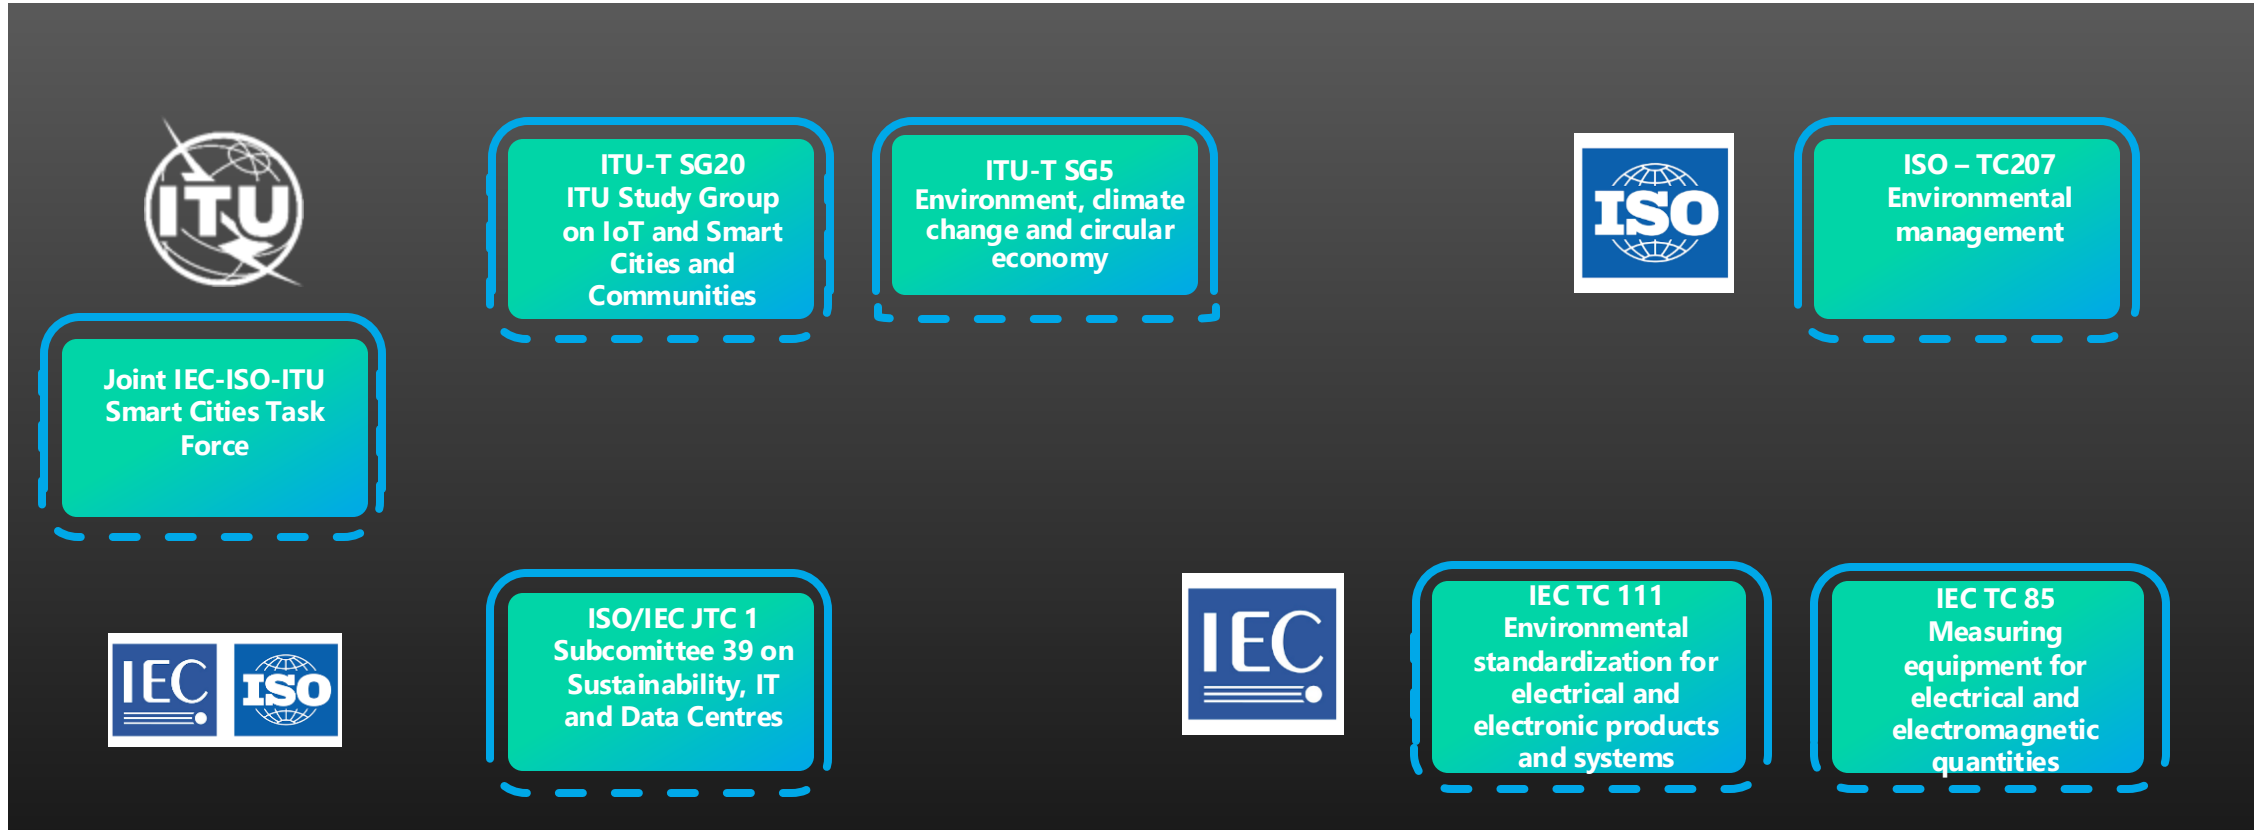 ITU
ITU-T SG20
ITU Study Group
on IoT and Smart
Cities and
Communities
ITU-T SG5
Environment, climate
change and circular
economy
ISO
ISO – TC207
Environmental
management
Joint IEC-ISO-ITU
Smart Cities Task
Force
IEC
ISO
ISO/IEC JTC 1
Subcomittee 39 on
Sustainability, IT
and Data Centres
IEC
IEC TC 111
Environmental
standardization for
electrical and
electronic products
and systems
IEC TC 85
Measuring
equipment for
electrical and
electromagnetic
quantities